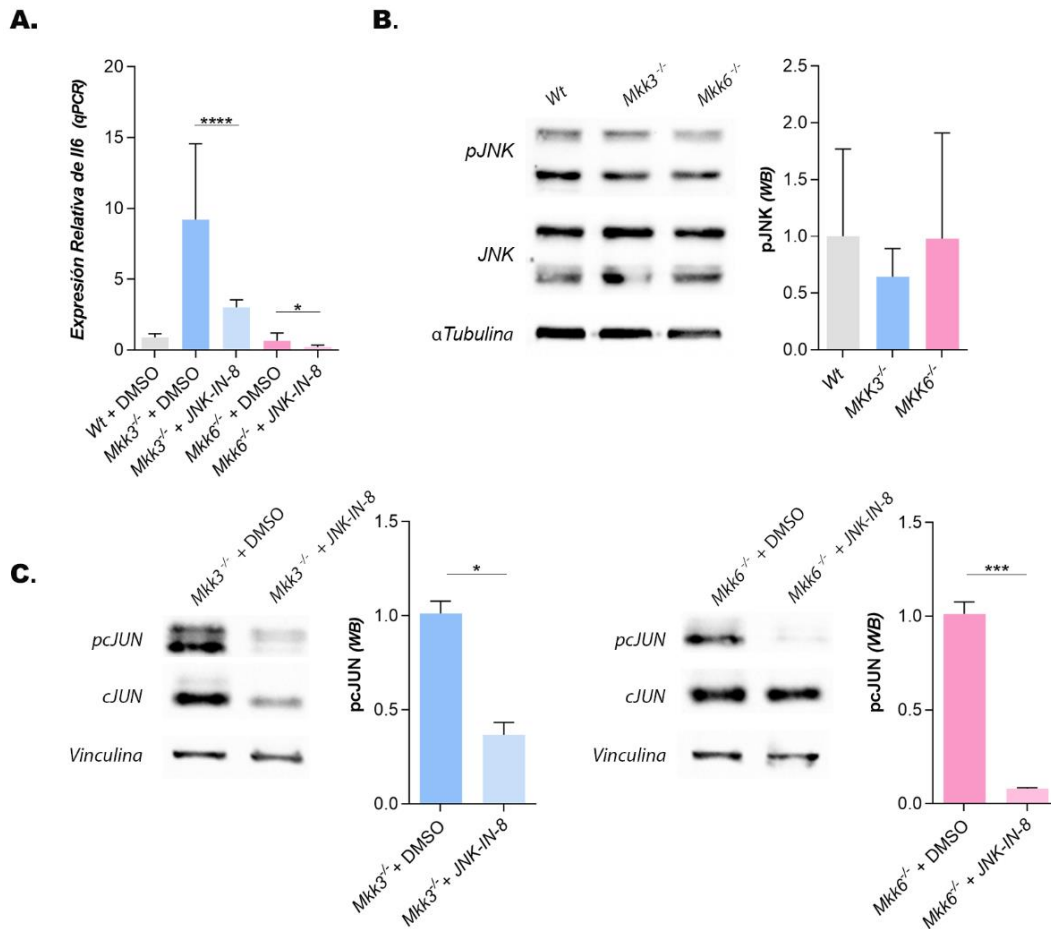 A.
Expresión Relativa de Il6 (qPCR)
20
15
10
5
0
****
*
Wt + DMSO
Mkk3-/- + DMSO
Mkk3-/- + JNK-IN-8
Mkk6-/- + DMSO
Mkk6-/- + JNK-IN-8
B.
Wt
Mkk3-/-
Mkk6-/-
pJNK
JNK
αTubulina
pJNK (WB)
2.5
2.0
1.5
1.0
0.5
0.0
Wt
MKK3-/-
MKK6-/-
C.
Mkk3-/- + DMSO
Mkk3-/- + JNK-IN-8
pcJUN
cJUN
Vinculina
pcJUN (WB)
1.5
1.0
0.5
0.0
*
Mkk3-/- + DMSO
Mkk3-/- + JNK-IN-8
Mkk6-/- + DMSO
Mkk6-/- + JNK-IN-8
pcJUN
cJUN
Vinculina
pcJUN (WB)
1.5
1.0
0.5
0.0
***
Mkk6-/- + DMSO
Mkk6-/- + JNK-IN-8